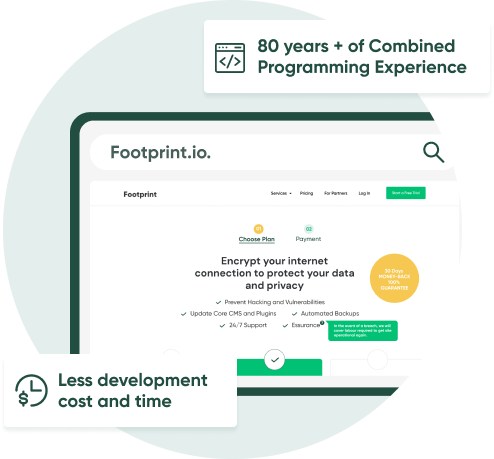 80 years + of Combined
Programming Experience
Footprint.io.
Footprint
Services
Pricing
For Partners
Log In
01
02
Choose Plan
Payment
Encrypt your internet
connection to protect your data
and privacy
30 Days
MONEY-BACK
100%
GUARANTEE
Prevent Hacking and Vulnerabilities
Update Core CMS and Plugins
Automated Backups
24/7 Support
Essurance
In the event of a breach, we will
cover labour required to get site
operational again.
Less development
cost and time